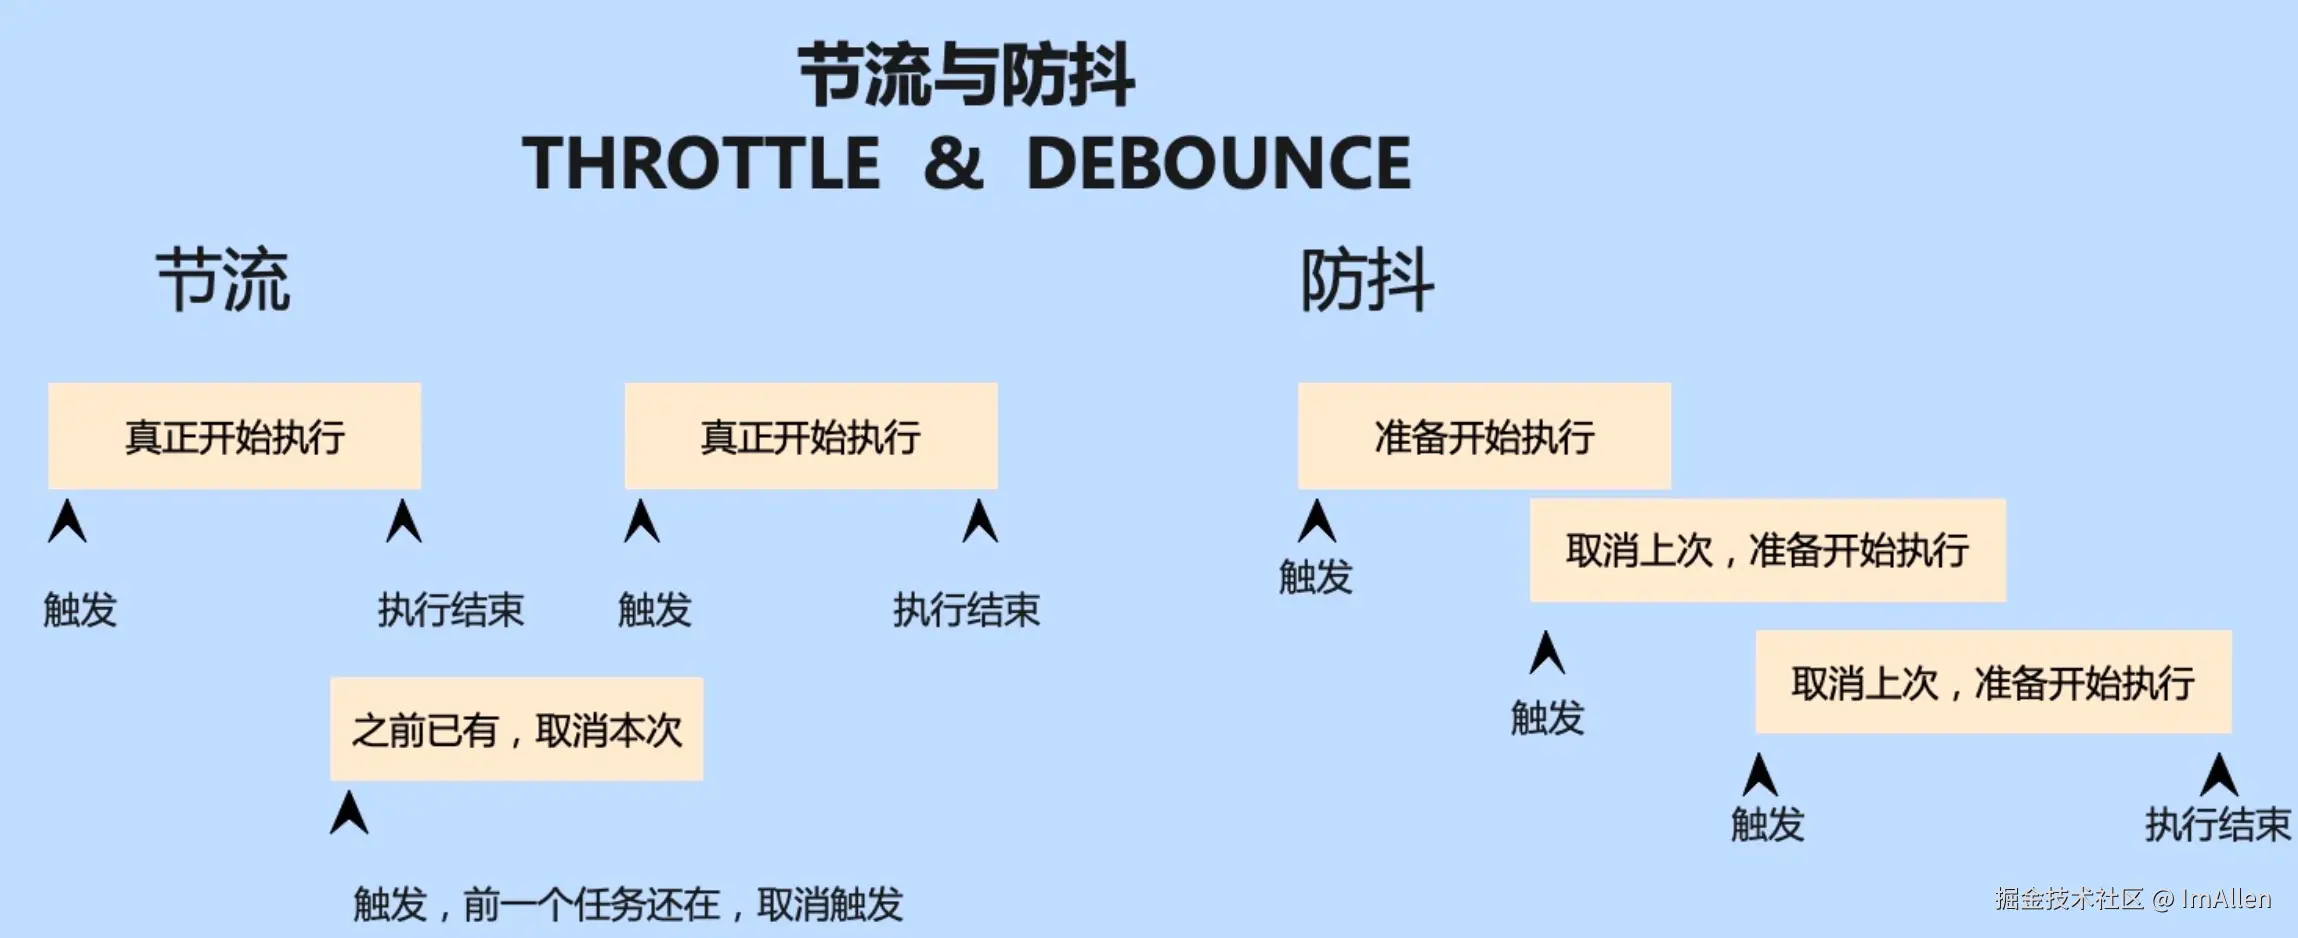 节流与防抖
THROTTLE & DEBOUNCE
节流
真正开始执行
真正开始执行
触发
执行结束
触发
执行结束
之前已有，取消本次
触发，前一个任务还在，取消触发
防抖
准备开始执行
触发
取消上次，准备开始执行
触发
取消上次，准备开始执行
触发
执行结束
掘金技术社区 @ ImAllen